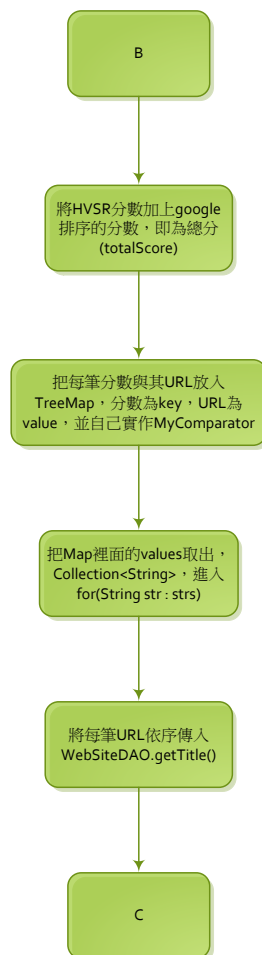 B
將HVSR分數加上google
排序的分數，即為總分
(totalScore)
把每筆分數與其URL放入
TreeMap，分數為key，URL為
value，並自己實作MyComparator
把Map裡面的values取出，
Collection<String>，進入
for(String str : strs)
將每筆URL依序傳入
WebSiteDAO.getTitle()
C